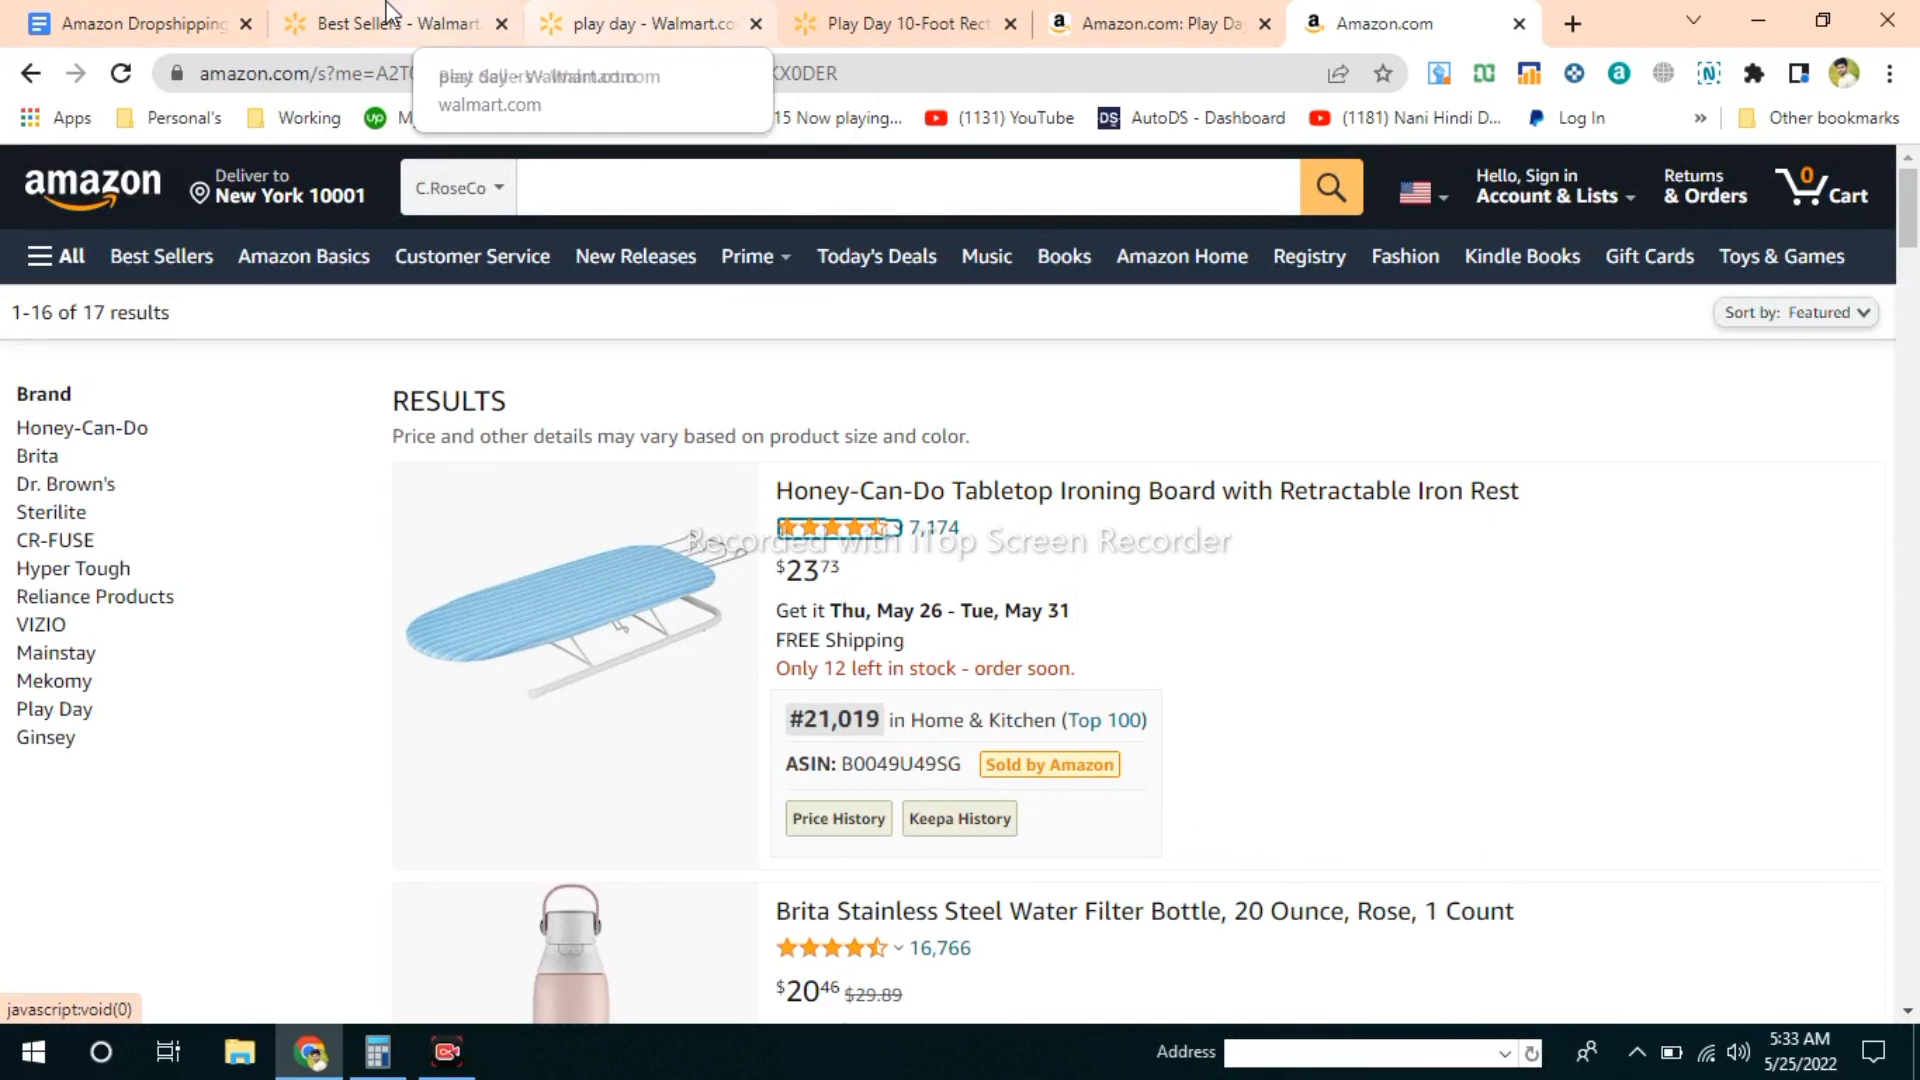 Amazon Dropshipping
Best Sellers - Walmart
play day - Walmart.co
Play Day 10-Foot Rect
Amazon.com: Play Da
Amazon.com
amazon.com/s?me=A2T
KX0DER
walmart.com
Apps
Personal's
Working
up
15 Now playing...
(1131) YouTube
DS
AutoDS - Dashboard
(1181) Nani Hindi D...
Log In
»
Other bookmarks
amazon
Deliver to
New York 10001
C.RoseCo
Hello, Sign in
Account & Lists
Returns
& Orders
0
Cart
All
Best Sellers
Amazon Basics
Customer Service
New Releases
Prime
Today's Deals
Music
Books
Amazon Home
Registry
Fashion
Kindle Books
Gift Cards
Toys & Games
1-16 of 17 results
Sort by: Featured
Brand
Honey-Can-Do
Brita
Dr. Brown's
Sterilite
CR-FUSE
Hyper Tough
Reliance Products
VIZIO
Mainstay
Mekomy
Play Day
Ginsey
RESULTS
Price and other details may vary based on product size and color.
Honey-Can-Do Tabletop Ironing Board with Retractable Iron Rest
7,174
Recorded with iTop Screen Recorder
$23 73
Get it Thu, May 26 - Tue, May 31
FREE Shipping
Only 12 left in stock - order soon.
#21,019 in Home & Kitchen (Top 100)
ASIN: B0049U49SG Sold by Amazon
Price History
Keepa History
Brita Stainless Steel Water Filter Bottle, 20 Ounce, Rose, 1 Count
16,766
$20 46 $29.89
javascript:void(0)
Address
5:33 AM
5/25/2022